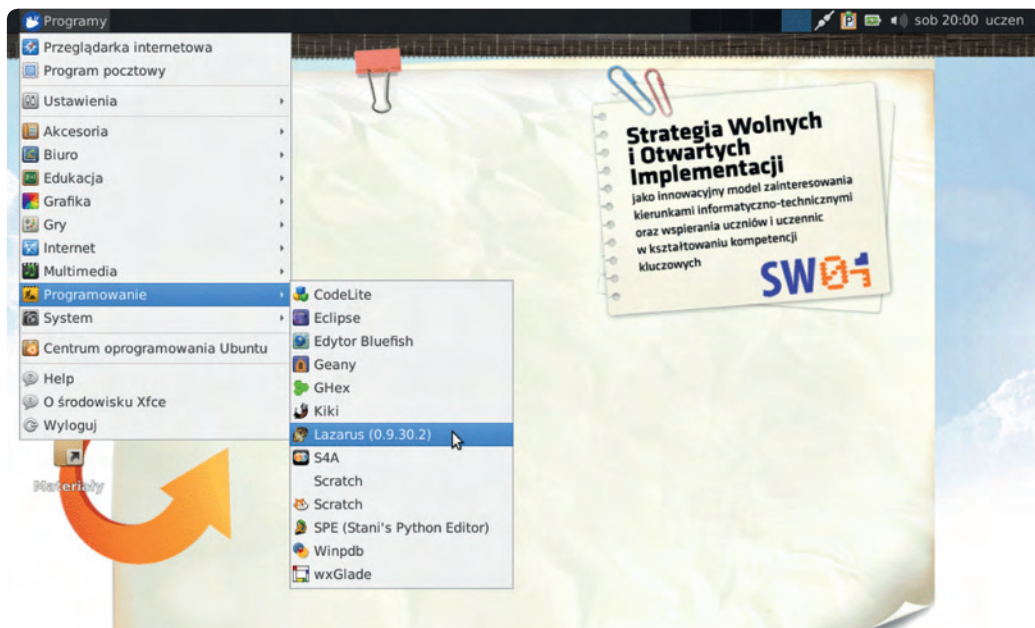 Programy
sob 20:00 uczen
Przeglądarka internetowa
Program pocztowy
Ustawienia
Akcesoria
Biuro
Edukacja
Grafika
Gry
Internet
Multimedia
Programowanie
System
Centrum oprogramowania Ubuntu
Help
O środowisku Xfce
Wyloguj
CodeLite
Eclipse
Edytor Bluefish
Geany
GHex
Kiki
Lazarus (0.9.30.2)
S4A
Scratch
Scratch
SPE (Stani's Python Editor)
Winpdb
wxGlade
Materiały
Strategia Wolnych
i Otwartych
Implementacji
jako innowacyjny model zainteresowania
kierunkami informatyczno-technicznymi
oraz wspierania uczniów i uczennic
w kształtowaniu kompetencji
kluczowych
SW01